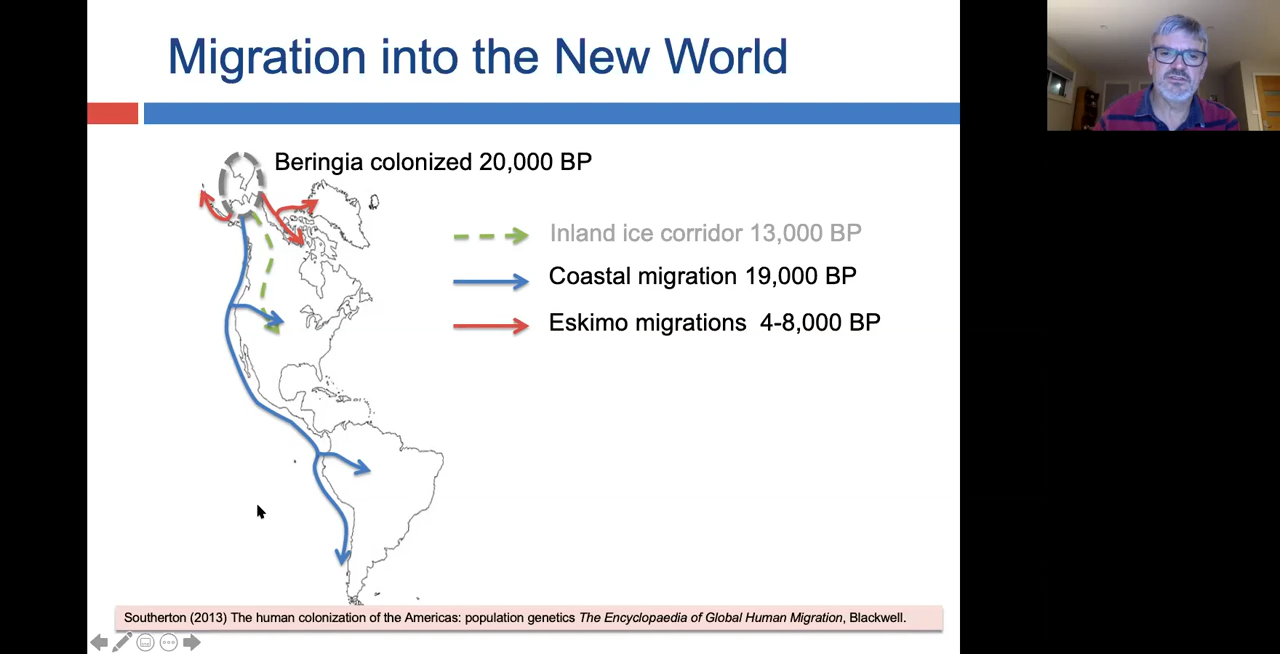 Migration into the New World
Beringia colonized 20,000 BP
Inland ice corridor 13,000 BP
Coastal migration 19,000 BP
Eskimo migrations 4-8,000 BP
Southerton (2013) The human colonization of the Americas: population genetics The Encyclopaedia of Global Human Migration, Blackwell.